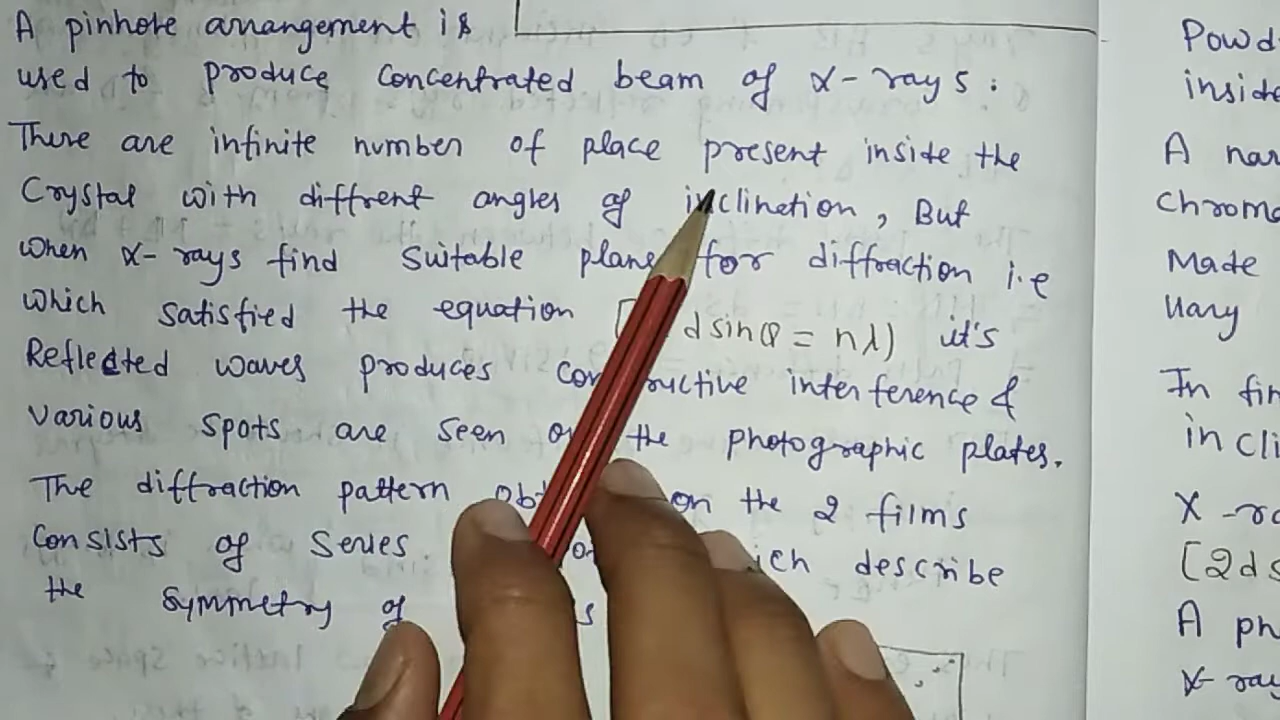 A pinhole arrangement is
used to produce concentrated beam of x-rays.
There are infinite number of place present inside the
Crystal with diffrent angles of inclination, But
when x-rays find suitable plane for diffraction i.e
which satisfied the equation dsinφ = nλ) it's
Reflected waves produces interference &
various spots are seen the photographic plates.
The diffraction pattern on the 2 films
Consists of Series describe
the symmetry of
Powd
inside
A nar
chromo
Made
Vary
In fin
incli
X-ra
[2ds
A ph
X-ray